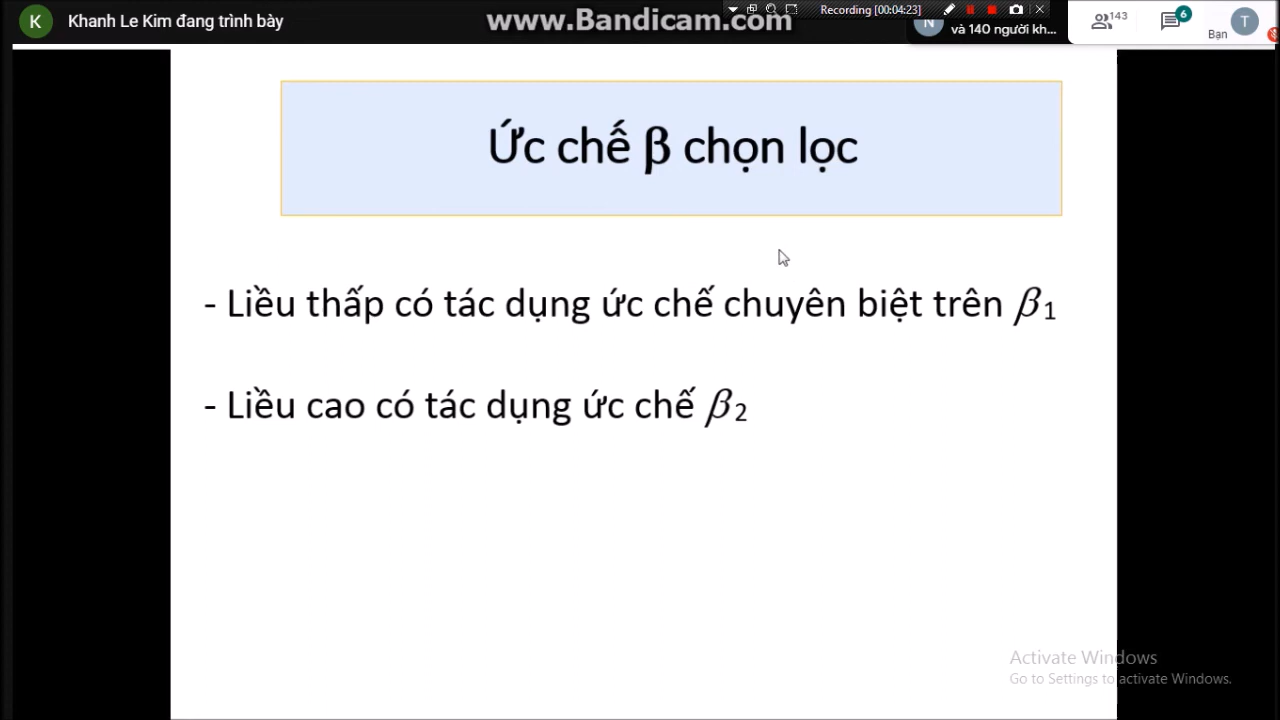 K Khanh Le Kim đang trình bày
www.Bandicam.com
Recording [00:04:23]
N và 140 người kh...
143
6
Bạn
T
Ức chế β chọn lọc
- Liều thấp có tác dụng ức chế chuyên biệt trên β1
- Liều cao có tác dụng ức chế β2
Activate Windows
Go to Settings to activate Windows.